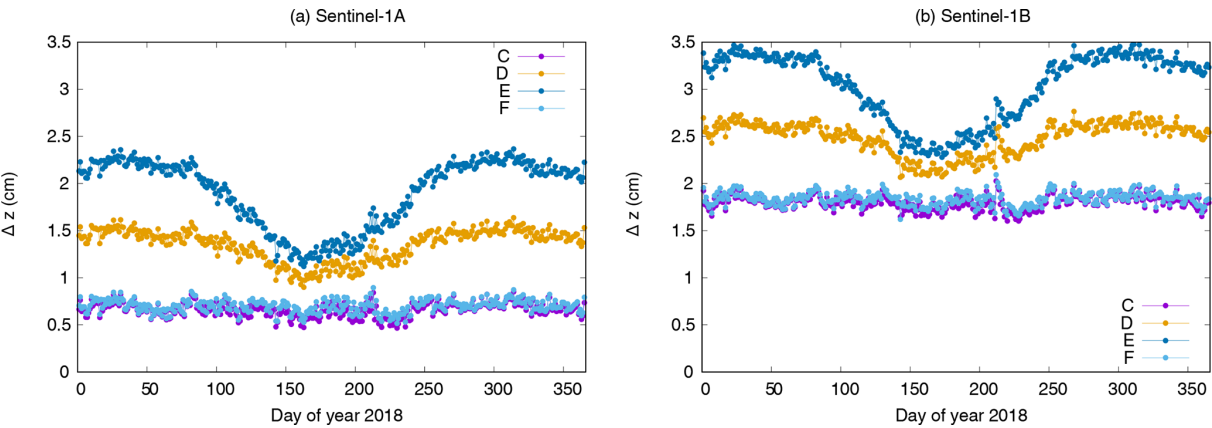 (a) Sentinel-1A
Δ z (cm)
3.5
3
2.5
2
1.5
1
0.5
0
C
D
E
F
0 50 100 150 200 250 300 350
Day of year 2018
(b) Sentinel-1B
Δ z (cm)
3.5
3
2.5
2
1.5
1
0.5
0
C
D
E
F
0 50 100 150 200 250 300 350
Day of year 2018